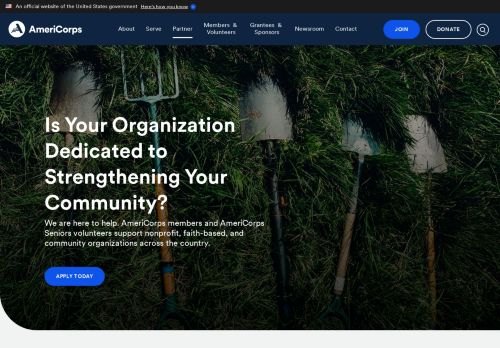 An official website of the United States government Here's how you know
AmeriCorps
About Serve Partner Members & Volunteers Grantees & Sponsors Newsroom Contact JOIN DONATE
Is Your Organization
Dedicated to
Strengthening Your
Community?
We are here to help. AmeriCorps members and AmeriCorps
Seniors volunteers support nonprofit, faith-based, and
community organizations across the country.
APPLY TODAY